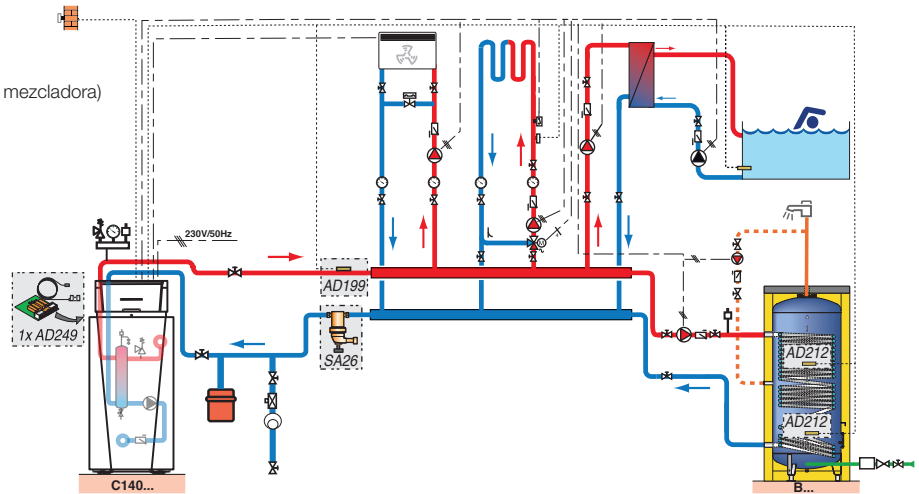 mezcladora)
230V/50Hz
AD199
1x AD249
SA26
AD212
AD212
M
C140...
B...